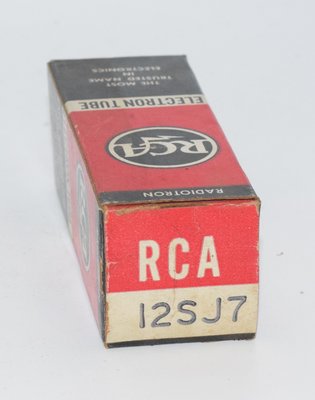 THE MOST
TRUSTED NAME
IN
ELECTRONICS
ELECTRON TUBE
RCA
RADIOTRON
RCA
12SJ7